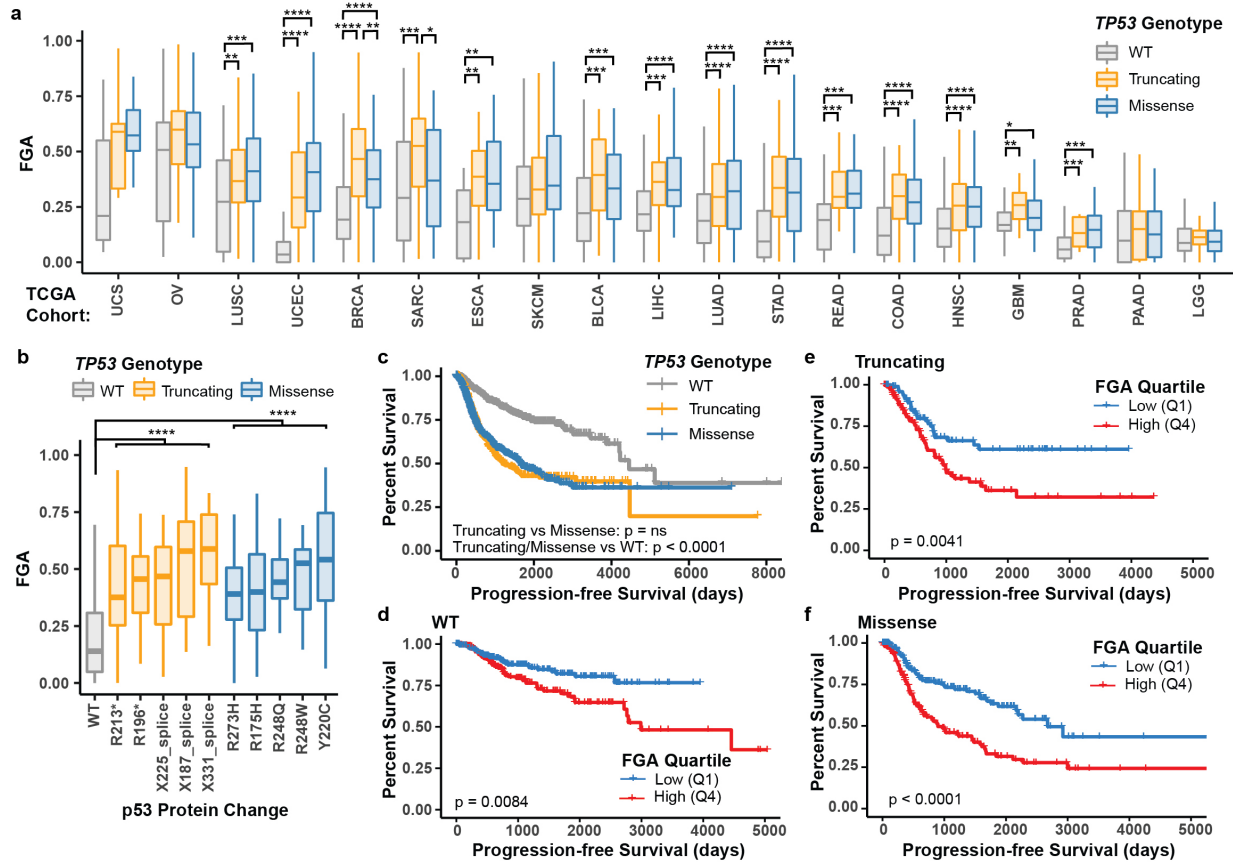 a
TP53 Genotype
WT
Truncating
Missense
FGA
1.00
0.75
0.50
0.25
0.00
*** ** **** **** **** **** ** *** * ** ** *** *** **** *** **** **** **** **** *** *** **** **** **** **** * ** *** ***
TCGA
Cohort:
UCS OV LUSC UCEC BRCA SARC ESCA SKCM BLCA LIHC LUAD STAD READ COAD HNSC GBM PRAD PAAD LGG
b
TP53 Genotype
WT Truncating Missense
**** ****
FGA
1.00
0.75
0.50
0.25
0.00
WT R213* R196* X225_splice X187_splice X331_splice R273H R175H R248Q R248W Y220C
p53 Protein Change
c
TP53 Genotype
WT
Truncating
Missense
Percent Survival
1.00
0.75
0.50
0.25
0.00
Truncating vs Missense: p = ns
Truncating/Missense vs WT: p < 0.0001
0 2000 4000 6000 8000
Progression-free Survival (days)
d WT
Percent Survival
1.00
0.75
0.50
0.25
0.00
FGA Quartile
Low (Q1)
High (Q4)
p = 0.0084
0 1000 2000 3000 4000 5000
Progression-free Survival (days)
e Truncating
Percent Survival
1.00
0.75
0.50
0.25
0.00
FGA Quartile
Low (Q1)
High (Q4)
p = 0.0041
0 1000 2000 3000 4000 5000
Progression-free Survival (days)
f Missense
Percent Survival
1.00
0.75
0.50
0.25
0.00
FGA Quartile
Low (Q1)
High (Q4)
p < 0.0001
0 1000 2000 3000 4000 5000
Progression-free Survival (days)